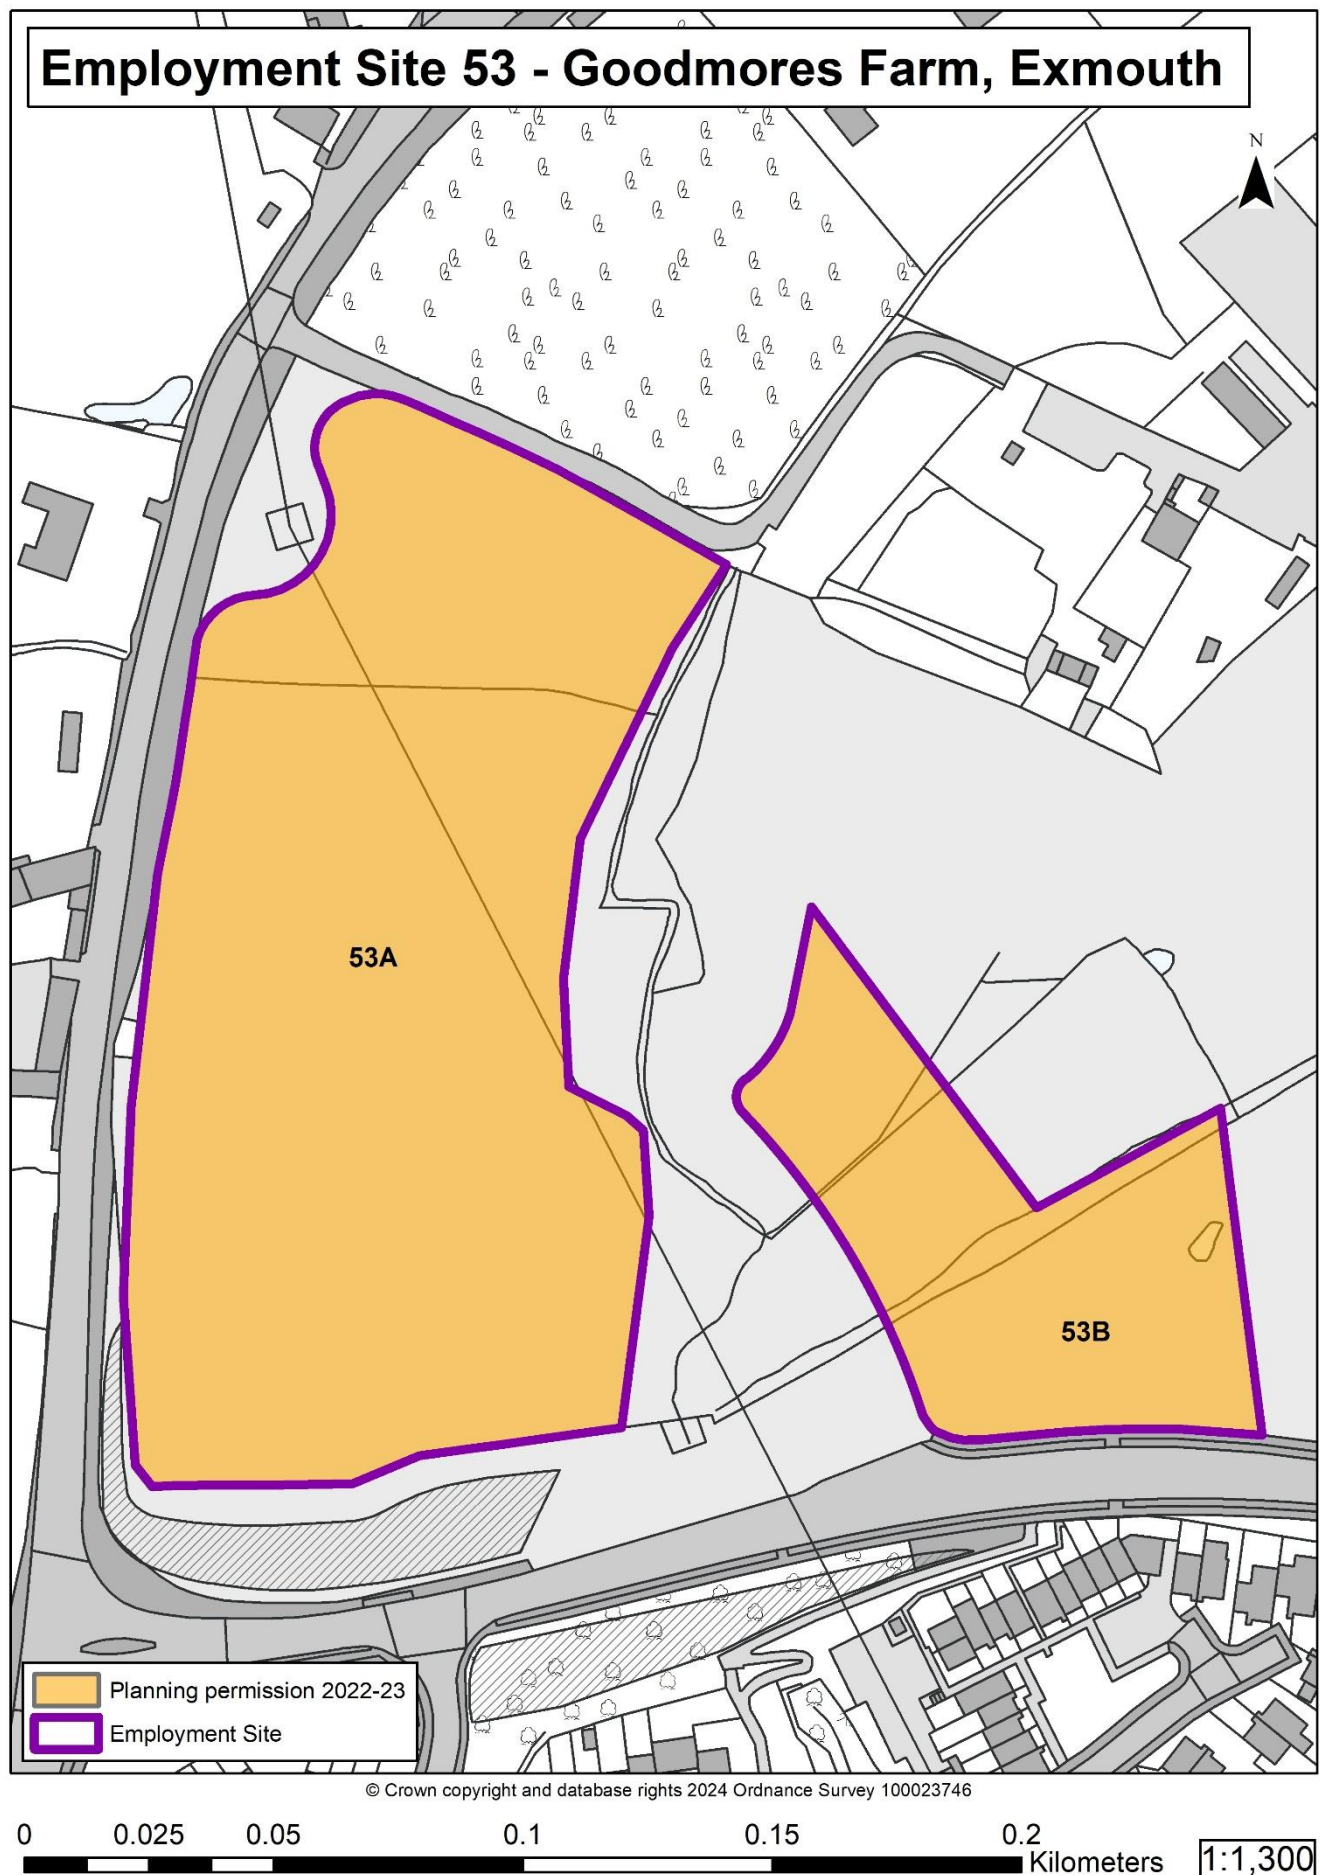 Employment Site 53 - Goodmores Farm, Exmouth
N
53A
53B
Planning permission 2022-23
Employment Site
© Crown copyright and database rights 2024 Ordnance Survey 100023746
0 0.025 0.05 0.1 0.15 0.2
Kilometers
1:1,300